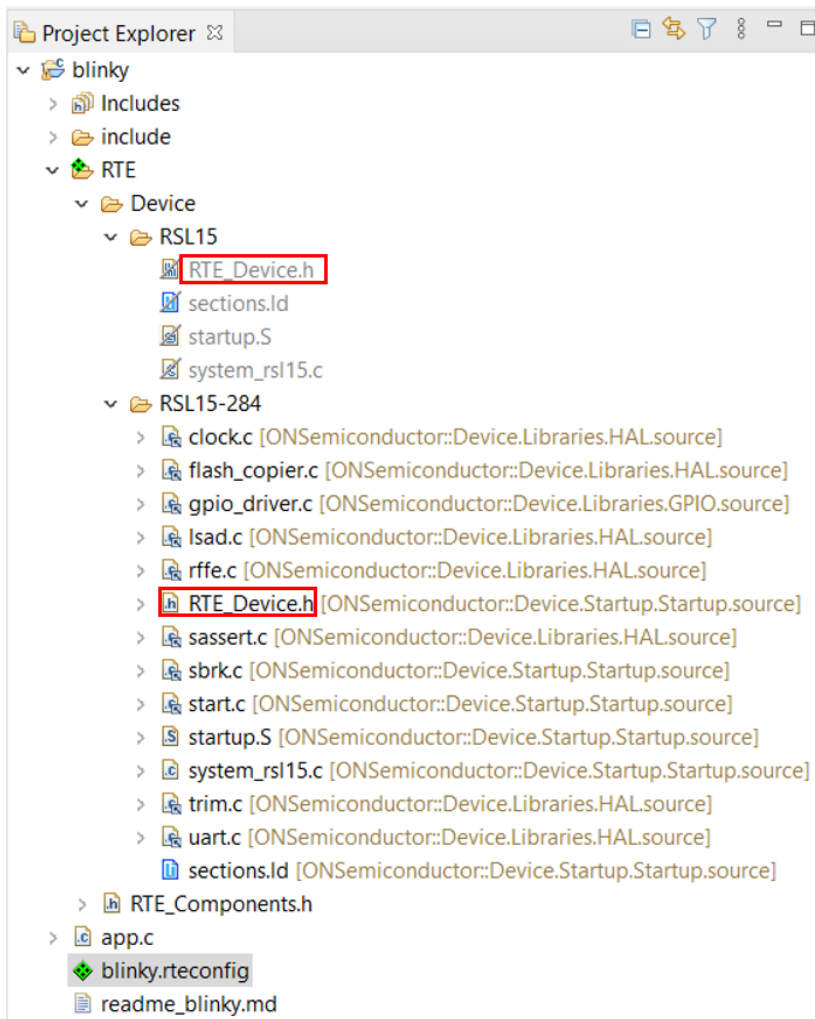 Project Explorer
blinky
Includes
include
RTE
Device
RSL15
RTE_Device.h
sections.ld
startup.S
system_rsl15.c
RSL15-284
clock.c [ONSemiconductor::Device.Libraries.HAL.source]
flash_copier.c [ONSemiconductor::Device.Libraries.HAL.source]
gpio_driver.c [ONSemiconductor::Device.Libraries.GPIO.source]
lsad.c [ONSemiconductor::Device.Libraries.HAL.source]
rffe.c [ONSemiconductor::Device.Libraries.HAL.source]
RTE_Device.h [ONSemiconductor::Device.Startup.Startup.source]
sassert.c [ONSemiconductor::Device.Libraries.HAL.source]
sbrk.c [ONSemiconductor::Device.Startup.Startup.source]
start.c [ONSemiconductor::Device.Startup.Startup.source]
startup.S [ONSemiconductor::Device.Startup.Startup.source]
system_rsl15.c [ONSemiconductor::Device.Startup.Startup.source]
trim.c [ONSemiconductor::Device.Libraries.HAL.source]
uart.c [ONSemiconductor::Device.Libraries.HAL.source]
sections.ld [ONSemiconductor::Device.Startup.Startup.source]
RTE_Components.h
app.c
blinky.rteconfig
readme_blinky.md